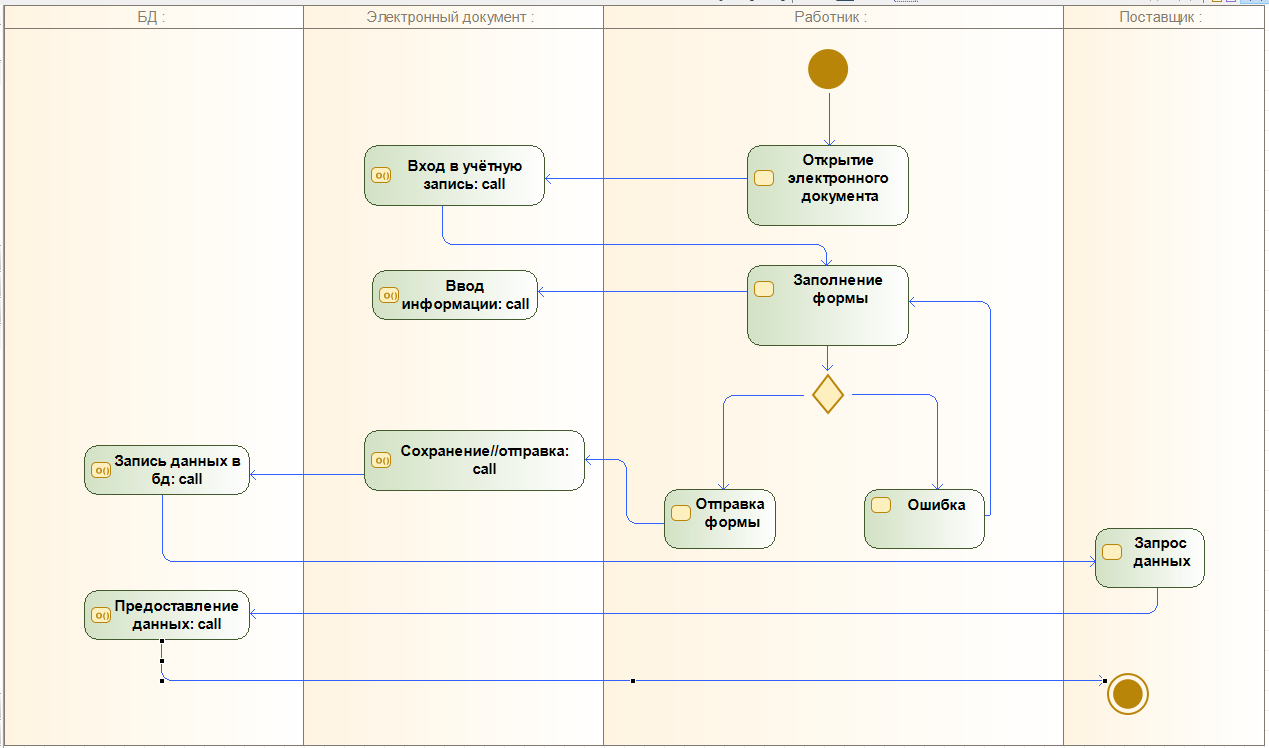 БД :
Электронный документ :
Работник :
Поставщик :
Открытие
электронного
документа
Вход в учётную
запись: call
Заполнение
формы
Ввод
информации: call
Сохранение//отправка:
call
Запись данных в
бд: call
Отправка
формы
Ошибка
Запрос
данных
Предоставление
данных: call